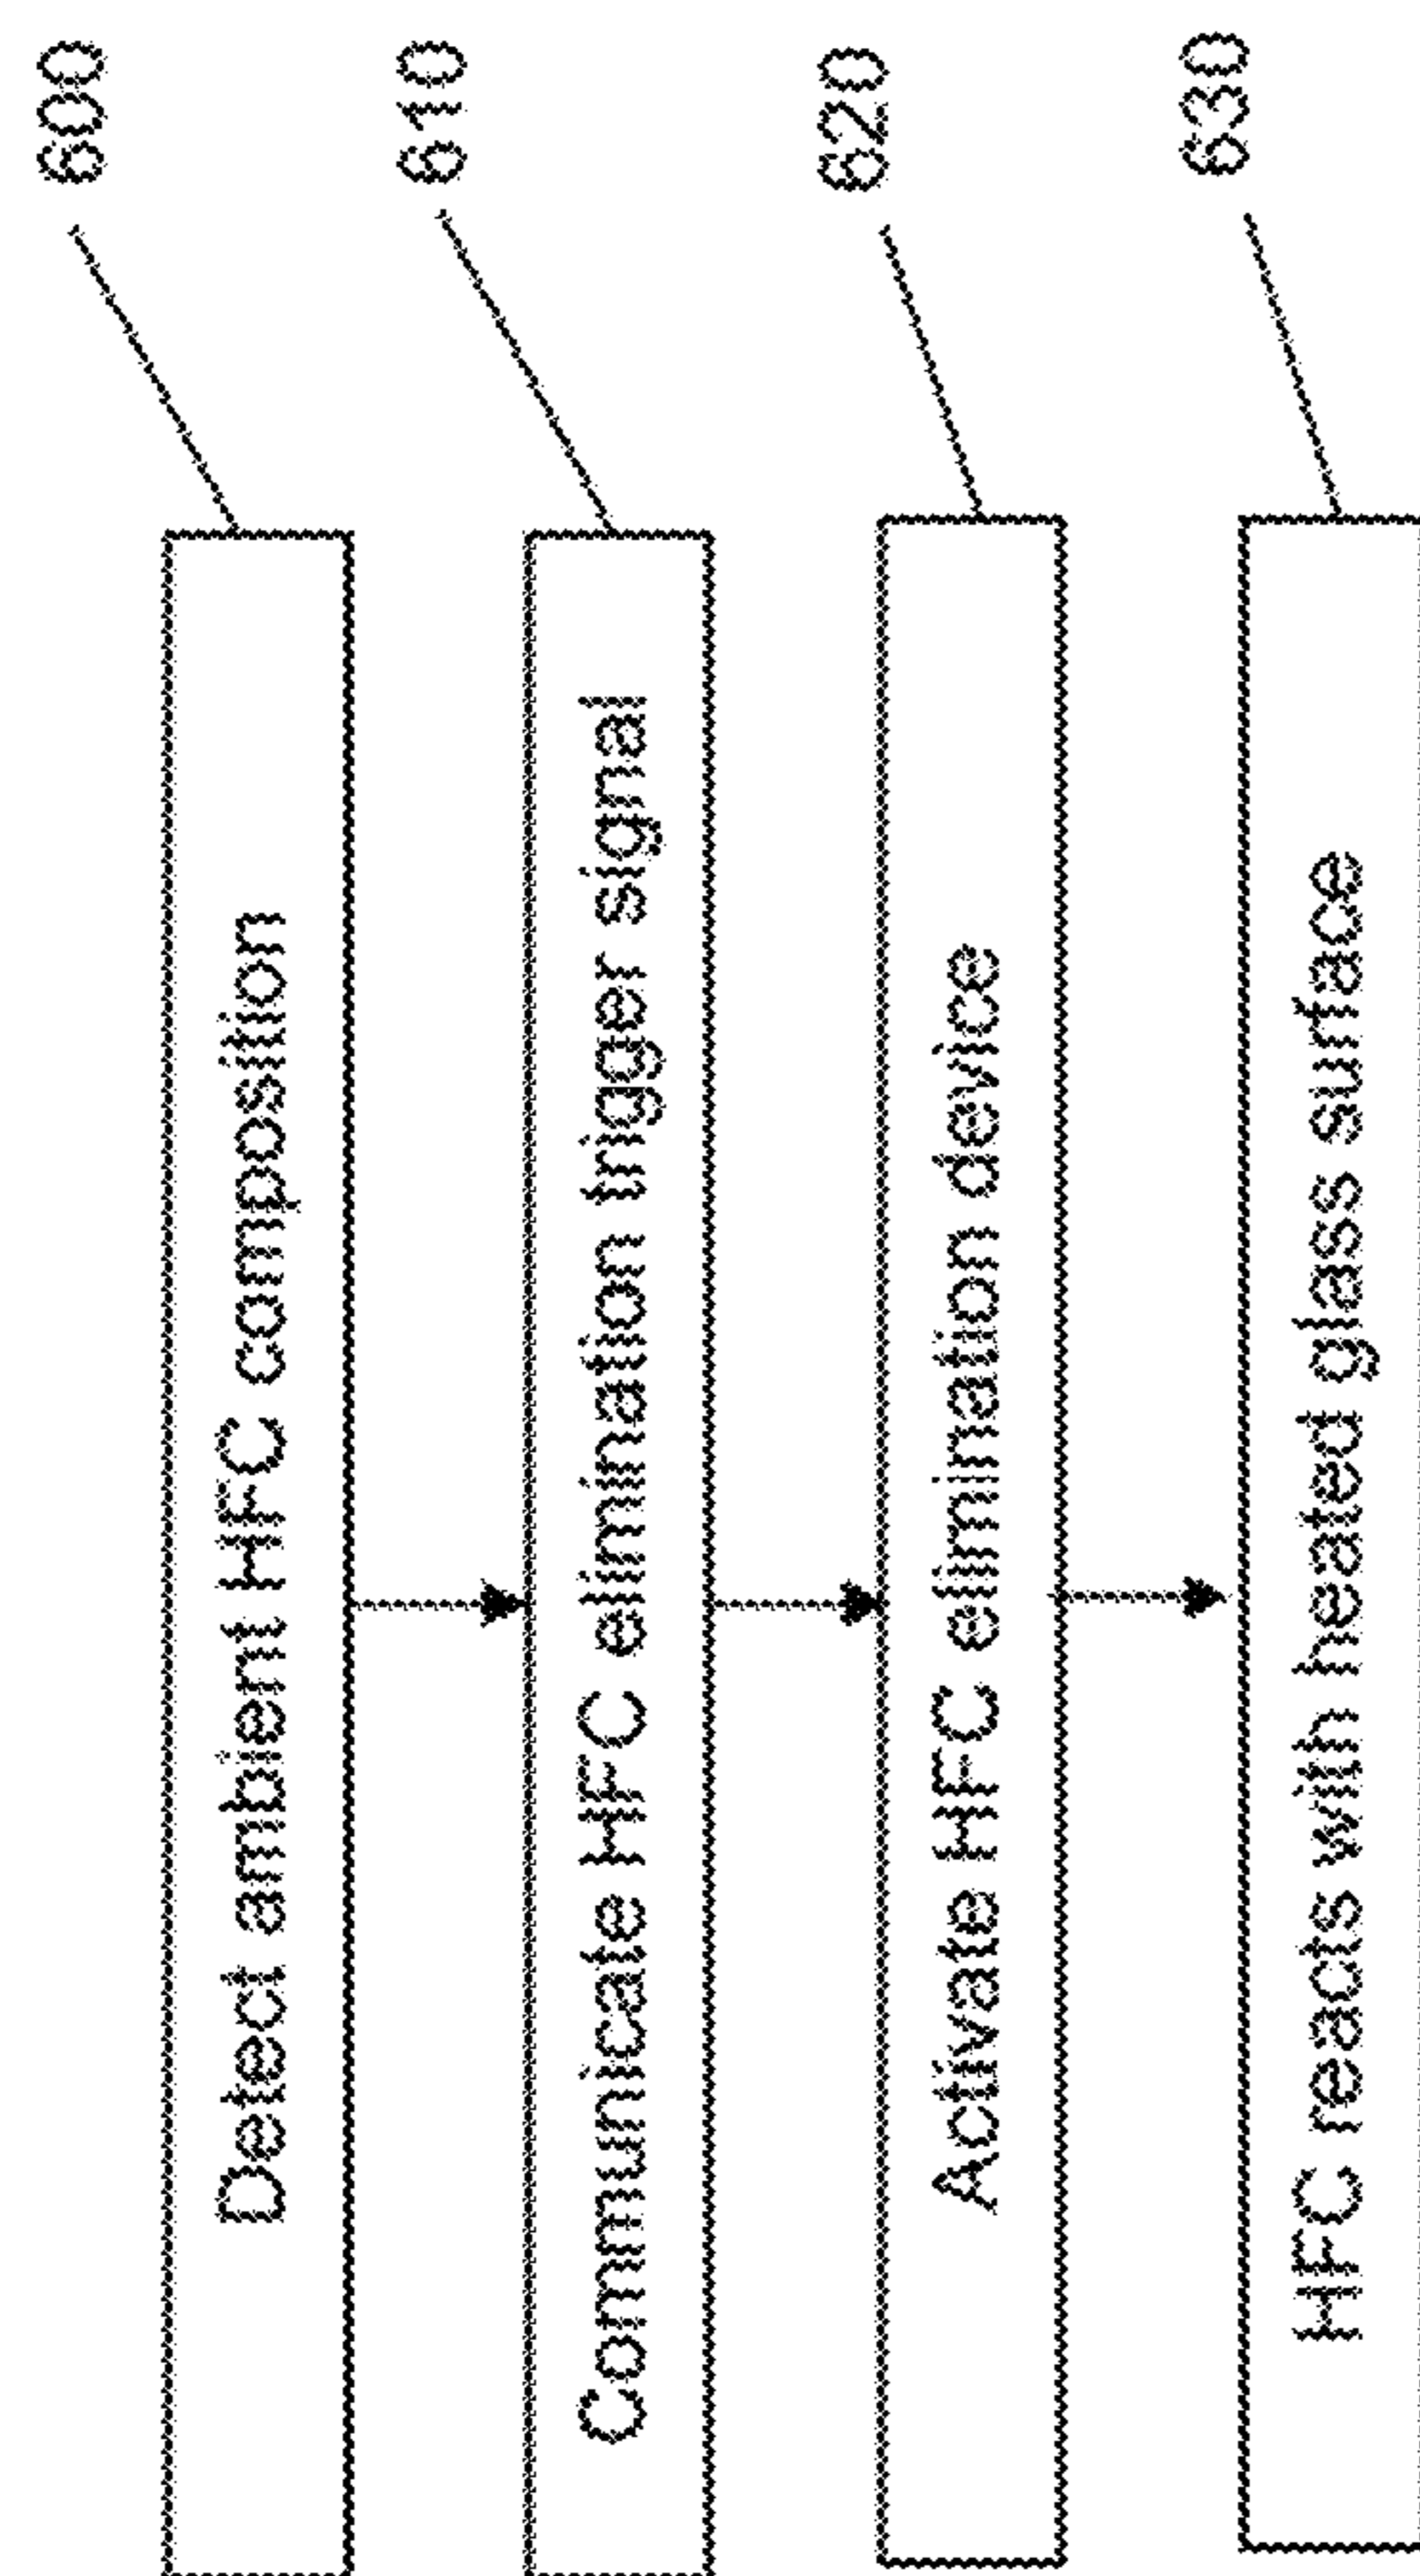 Detect ambient HFC composition
600
Communicate HFC elimination trigger signal
610
Activate HFC elimination device
620
HFC reacts with heated glass surface
630